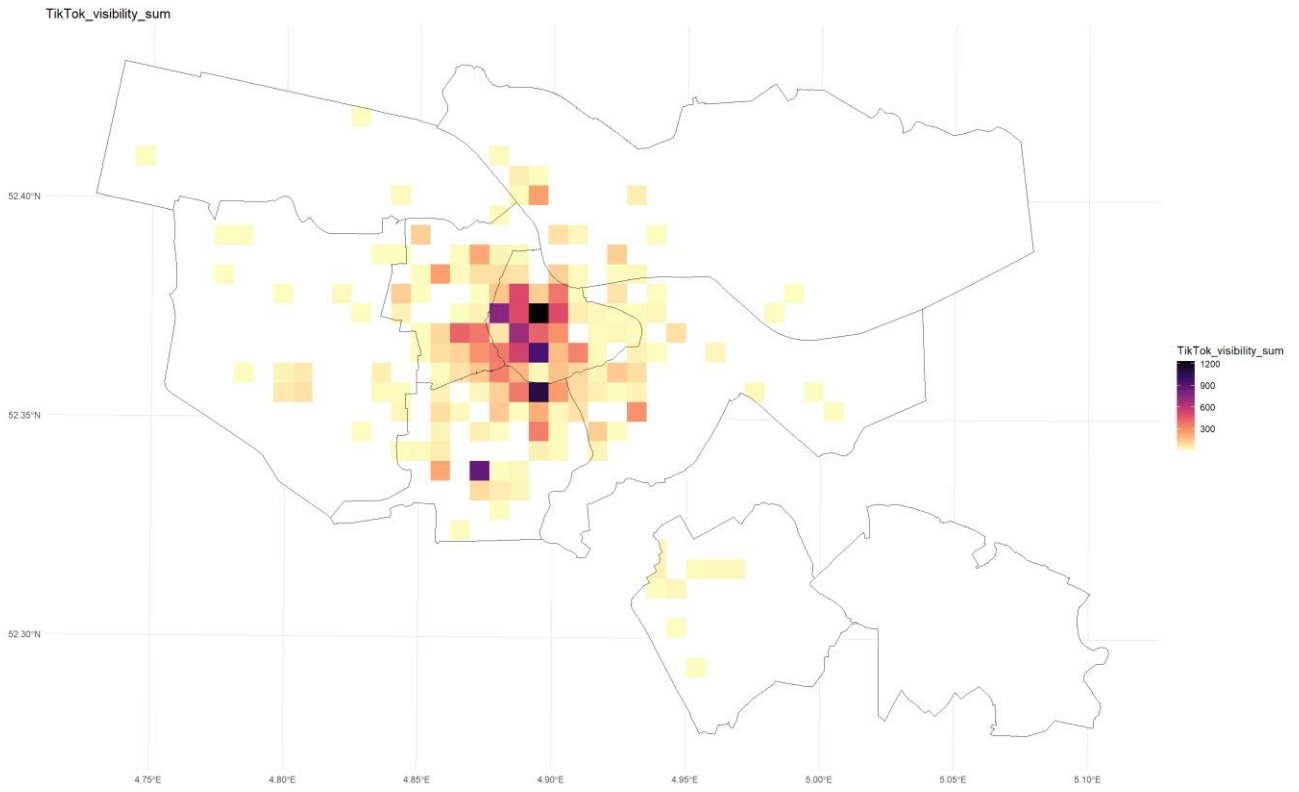 TikTok_visibility_sum
52.40°N
52.35°N
52.30°N
4.75°E
4.80°E
4.85°E
4.90°E
4.95°E
5.00°E
5.05°E
5.10°E
TikTok_visibility_sum
1200
900
600
300